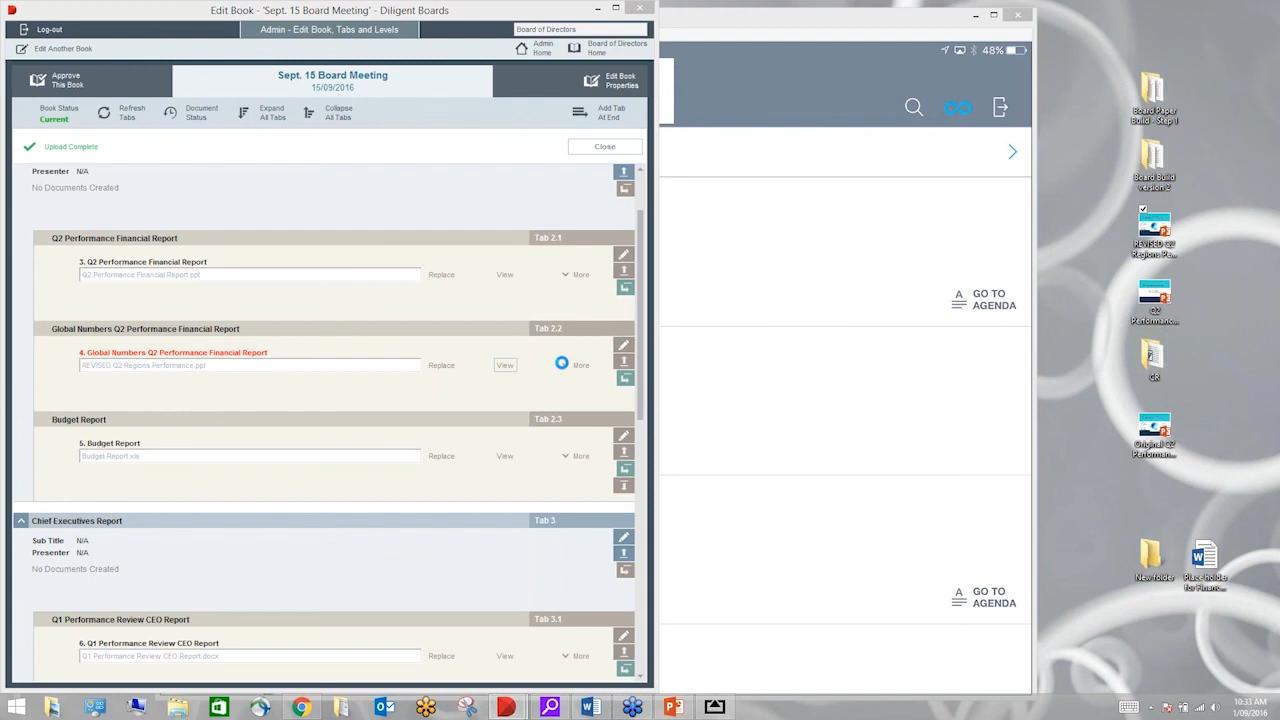 Edit Book - 'Sept. 15 Board Meeting' - Diligent Boards
Log-out
Admin - Edit Book, Tabs and Levels
Board of Directors
Edit Another Book
Admin Home
Board of Directors Home
Approve This Book
Sept. 15 Board Meeting
15/09/2016
Edit Book Properties
Book Status
Current
Refresh Tabs
Document Status
Expand All Tabs
Collapse All Tabs
Add Tab At End
Upload Complete
Close
Presenter N/A
No Documents Created
Q2 Performance Financial Report Tab 2.1
3. Q2 Performance Financial Report
Q2 Performance Financial Report.ppt Replace View More
Global Numbers Q2 Performance Financial Report Tab 2.2
4. Global Numbers Q2 Performance Financial Report
REVISED Q2 Regions Performance.ppt Replace View More
Budget Report Tab 2.3
5. Budget Report
Budget Report.xls Replace View More
Chief Executives Report Tab 3
Sub Title N/A
Presenter N/A
No Documents Created
Q1 Performance Review CEO Report Tab 3.1
6. Q1 Performance Review CEO Report
Q1 Performance Review CEO Report.docx Replace View More
48%
A GO TO AGENDA
A GO TO AGENDA
Board Paper
Build - Step 1
Board Build
version 2
REVISED Q2
Regions Pe...
Q2
Performanc...
GR
Original Q2
Performan...
New folder
Place holder
for Financ...
10:33 AM
1/09/2016